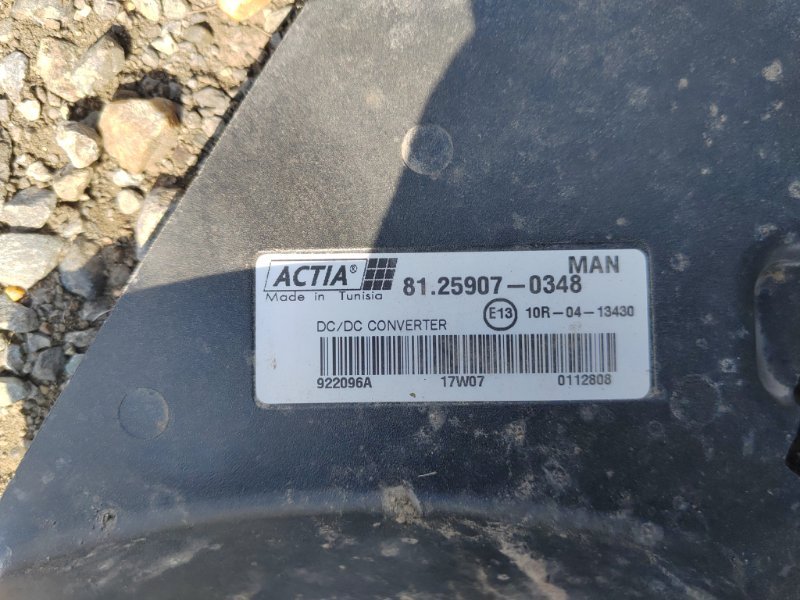 ACTIA® MAN
Made in Tunisia 81.25907-0348
DC/DC CONVERTER E13 10R-04-13430
922096A 17W07 0112808